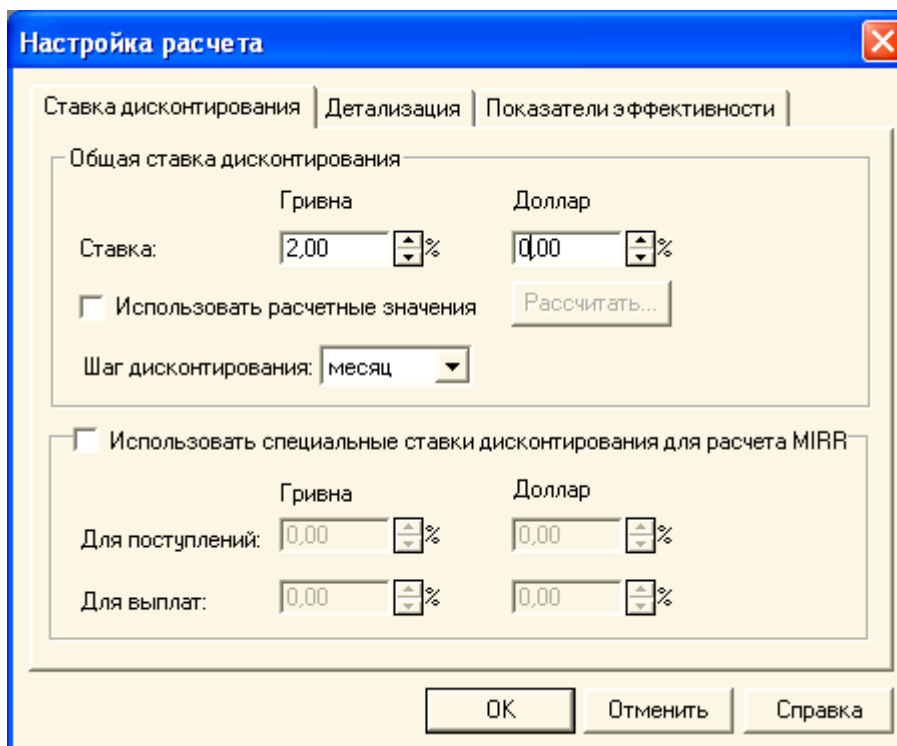 Настройка расчета
Ставка дисконтирования Детализация Показатели эффективности
Общая ставка дисконтирования
Гривна Доллар
Ставка: 2,00 % 0,00 %
Использовать расчетные значения Рассчитать...
Шаг дисконтирования: месяц
Использовать специальные ставки дисконтирования для расчета MIRR
Гривна Доллар
Для поступлений: 0,00 % 0,00 %
Для выплат: 0,00 % 0,00 %
OK Отменить Справка